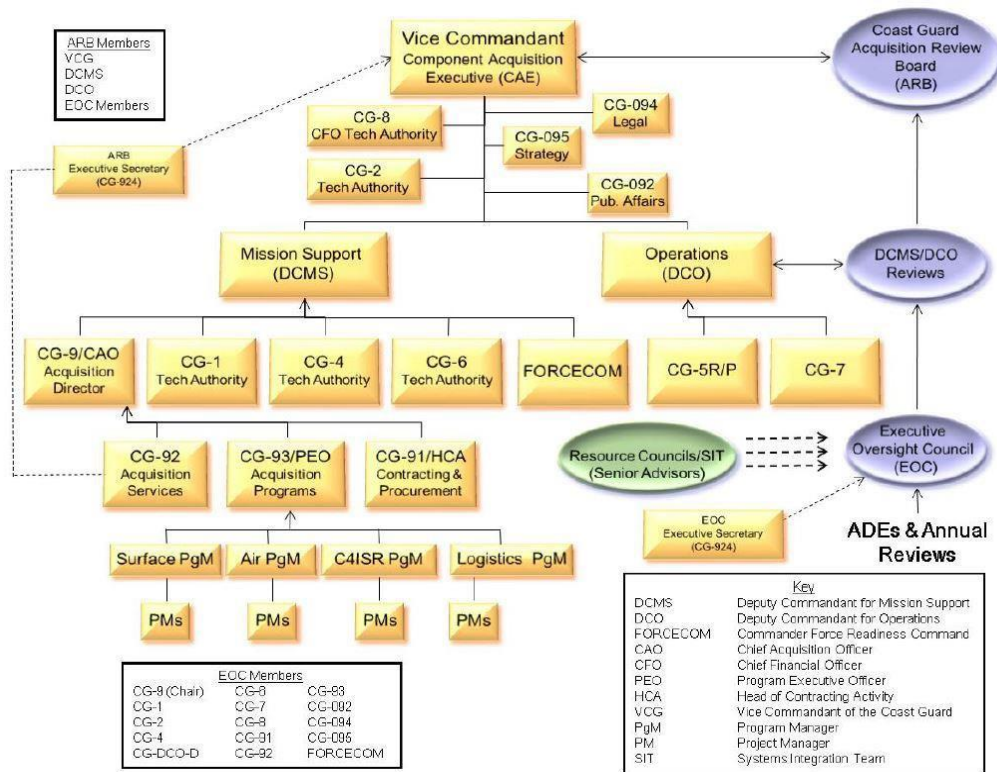 ARB Members
VCG
DCMS
DCO
EOC Members
Vice Commandant
Component Acquisition
Executive (CAE)
Coast Guard
Acquisition Review
Board
(ARB)
CG-8
CFO Tech Authority
CG-094
Legal
CG-095
Strategy
CG-2
Tech Authority
CG-092
Pub. Affairs
ARB
Executive Secretary
(CG-924)
Mission Support
(DCMS)
Operations
(DCO)
DCMS/DCO
Reviews
CG-9/CAO
Acquisition
Director
CG-1
Tech Authority
CG-4
Tech Authority
CG-6
Tech Authority
FORCECOM
CG-5R/P
CG-7
CG-92
Acquisition
Services
CG-93/PEO
Acquisition
Programs
CG-91/HCA
Contracting &
Procurement
Resource Councils/SIT
(Senior Advisors)
Executive
Oversight Council
(EOC)
EOC
Executive Secretary
(CG-924)
ADEs & Annual
Reviews
Surface PgM
Air PgM
C4ISR PgM
Logistics PgM
PMs
PMs
PMs
PMs
EOC Members
CG-9 (Chair) CG-6 CG-93
CG-1 CG-7 CG-092
CG-2 CG-8 CG-094
CG-4 CG-91 CG-095
CG-DCO-D CG-92 FORCECOM
Key
DCMS Deputy Commandant for Mission Support
DCO Deputy Commandant for Operations
FORCECOM Commander Force Readiness Command
CAO Chief Acquisition Officer
CFO Chief Financial Officer
PEO Program Executive Officer
HCA Head of Contracting Activity
VCG Vice Commandant of the Coast Guard
PgM Program Manager
PM Project Manager
SIT Systems Integration Team